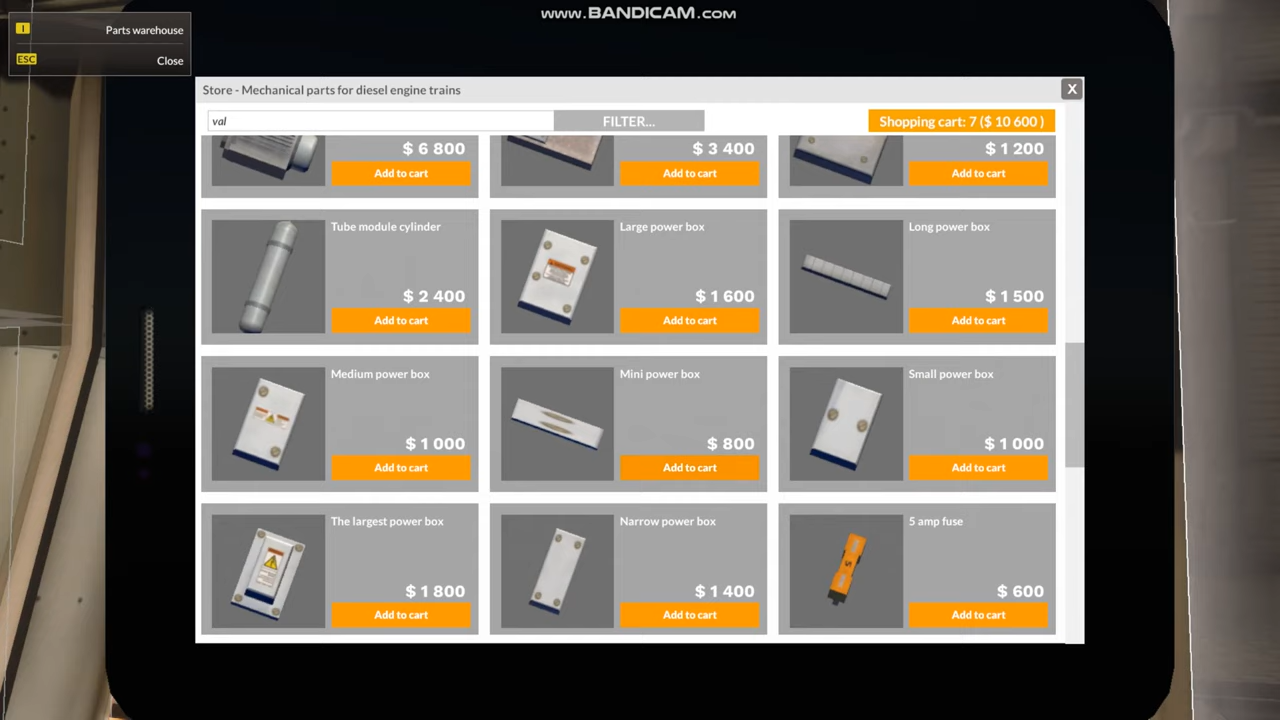 www.BANDICAM.com
I Parts warehouse
ESC Close
Store - Mechanical parts for diesel engine trains
X
val
FILTER...
Shopping cart: 7 ($ 10 600 )
$ 6 800
$ 3 400
$ 1 200
Add to cart
Add to cart
Add to cart
Tube module cylinder
Large power box
Long power box
$ 2 400
$ 1 600
$ 1 500
Add to cart
Add to cart
Add to cart
Medium power box
Mini power box
Small power box
$ 1 000
$ 800
$ 1 000
Add to cart
Add to cart
Add to cart
The largest power box
Narrow power box
5 amp fuse
5
$ 1 800
$ 1 400
$ 600
Add to cart
Add to cart
Add to cart